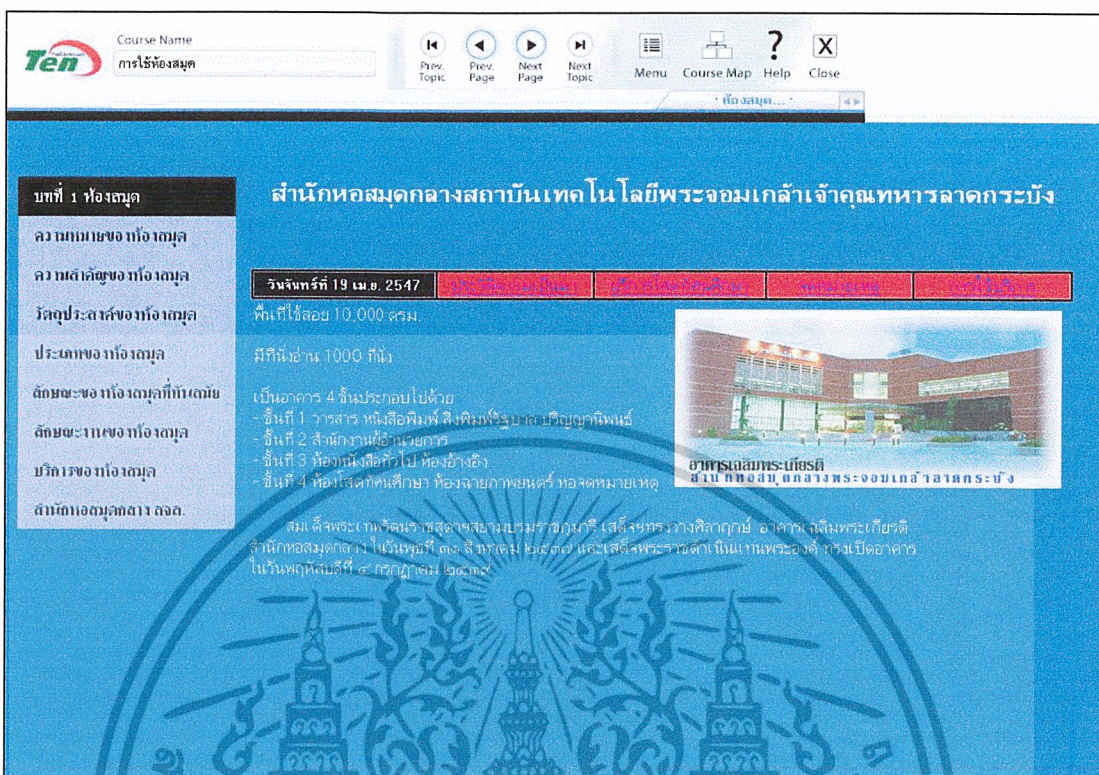 Ten
Course Name
การใช้ห้องสมุด
Prev. Topic
Prev. Page
Next Page
Next Topic
Menu
Course Map
Help
Close
ห้องสมุด...
สำนักหอสมุดกลางสถาบันเทคโนโลยีพระจอมเกล้าเจ้าคุณทหารลาดกระบัง
บทที่ 1 ห้องสมุด
ความหมายของห้องสมุด
ความสำคัญของห้องสมุด
วัตถุประสงค์ของห้องสมุด
ประเภทของห้องสมุด
ลักษณะของห้องสมุดที่ทันสมัย
ลักษณะงานของห้องสมุด
บริการของห้องสมุด
สำนักหอสมุดกลาง สจล.
วันจันทร์ที่ 19 เม.ย. 2547
พื้นที่ใช้สอย 10,000 ตรม.
มีที่นั่งอ่าน 1000 ที่นั่ง
เป็นอาคาร 4 ชั้นประกอบไปด้วย
- ชั้นที่ 1 วารสาร หนังสือพิมพ์ สิ่งพิมพ์รัฐบาล ปริญญานิพนธ์
- ชั้นที่ 2 สำนักงานผู้อำนวยการ
- ชั้นที่ 3 ห้องหนังสือทั่วไป ห้องอ้างอิง
- ชั้นที่ 4 ห้องโสตทัศนศึกษา ห้องฉายภาพยนตร์ หอจดหมายเหตุ
อาคารเฉลิมพระเกียรติ
สำนักหอสมุดกลางพระจอมเกล้าลาดกระบัง
สมเด็จพระเทพรัตนราชสุดาฯสยามบรมราชกุมารี เสด็จฯทรงวางศิลาฤกษ์ อาคารเฉลิมพระเกียรติ
สำนักหอสมุดกลาง ในวันพุธที่ ๓๑ สิงหาคม ๒๕๓๗ และเสด็จพระราชดำเนินแทนพระองค์ ทรงเปิดอาคาร
ในวันพฤหัสบดีที่ ๔ กรกฎาคม ๒๕๓๙